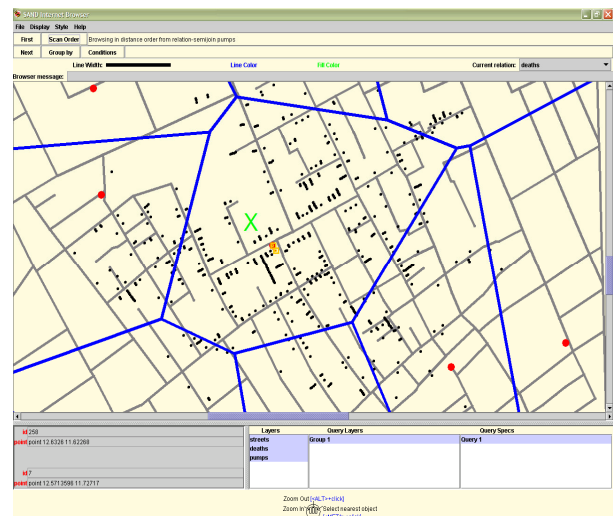 SAND Internet Browser
File Display Style Help
First Scan Order Browsing in distance order from relation-semijoin pumps
Next Group by Conditions
Line Width: Line Color Fill Color Current relation: deaths
Browser message:
X
id 258
point point 12.6326 11.62268
id 7
point point 12.5713598 11.72717
Layers Query Layers Query Specs
streets Group 1 Query 1
deaths
pumps
Zoom Out [<ALT>+click]
Zoom In Select nearest object